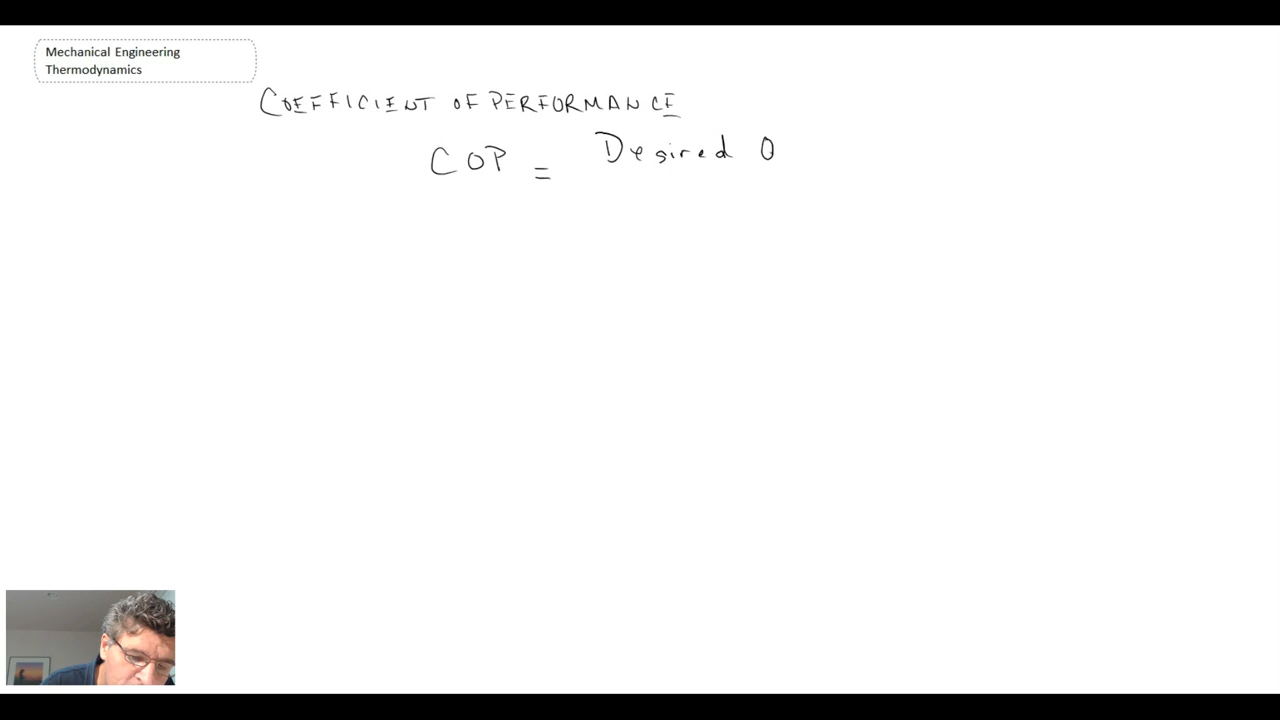 Mechanical Engineering
Thermodynamics
COEFFICIENT OF PERFORMANCE
COP = Desired O